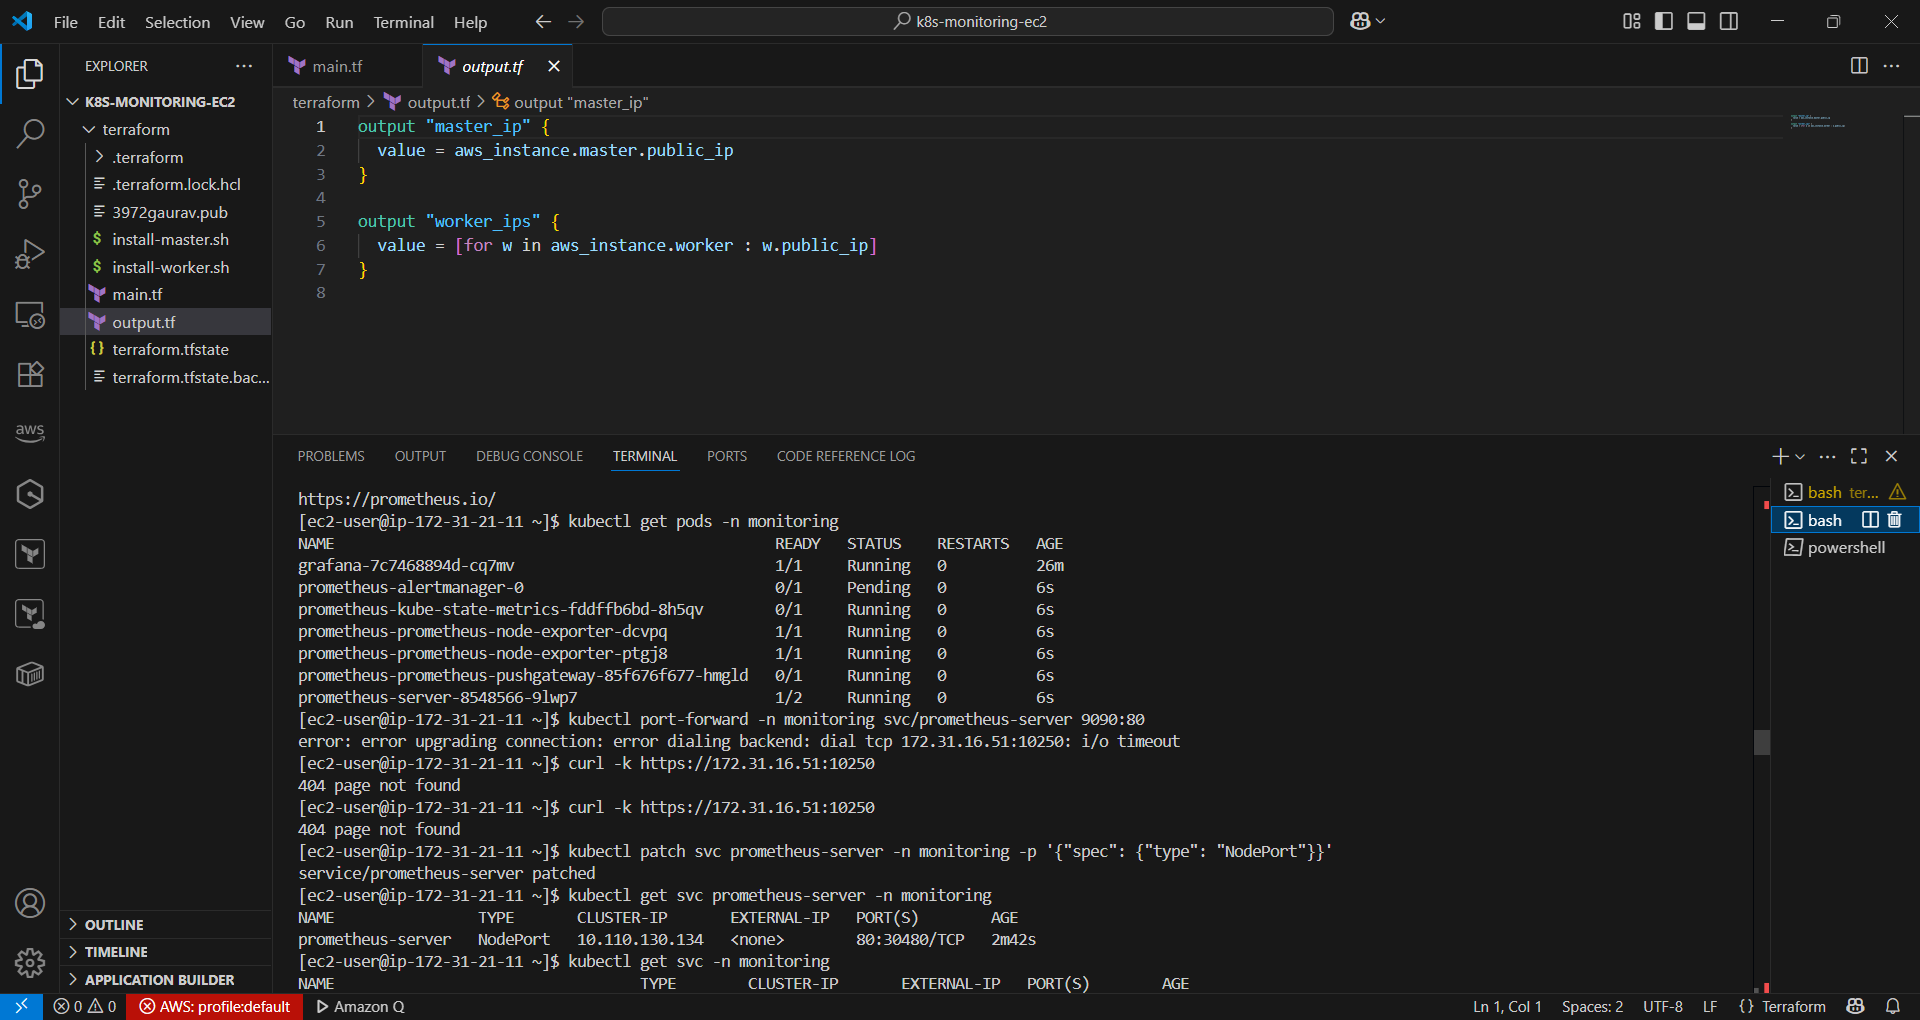 File Edit Selection View Go Run Terminal Help
k8s-monitoring-ec2
EXPLORER
K8S-MONITORING-EC2
terraform
.terraform
.terraform.lock.hcl
3972gaurav.pub
install-master.sh
install-worker.sh
main.tf
output.tf
terraform.tfstate
terraform.tfstate.bac...
OUTLINE
TIMELINE
APPLICATION BUILDER
aws
main.tf
output.tf
terraform > output.tf > output "master_ip"
1 output "master_ip" {
2 value = aws_instance.master.public_ip
3 }
4
5 output "worker_ips" {
6 value = [for w in aws_instance.worker : w.public_ip]
7 }
8
PROBLEMS OUTPUT DEBUG CONSOLE TERMINAL PORTS CODE REFERENCE LOG
https://prometheus.io/
[ec2-user@ip-172-31-21-11 ~]$ kubectl get pods -n monitoring
NAME READY STATUS RESTARTS AGE
grafana-7c7468894d-cq7mv 1/1 Running 0 26m
prometheus-alertmanager-0 0/1 Pending 0 6s
prometheus-kube-state-metrics-fddffb6bd-8h5qv 0/1 Running 0 6s
prometheus-prometheus-node-exporter-dcvpq 1/1 Running 0 6s
prometheus-prometheus-node-exporter-ptgj8 1/1 Running 0 6s
prometheus-prometheus-pushgateway-85f676f677-hmgld 0/1 Running 0 6s
prometheus-server-8548566-9lwp7 1/2 Running 0 6s
[ec2-user@ip-172-31-21-11 ~]$ kubectl port-forward -n monitoring svc/prometheus-server 9090:80
error: error upgrading connection: error dialing backend: dial tcp 172.31.16.51:10250: i/o timeout
[ec2-user@ip-172-31-21-11 ~]$ curl -k https://172.31.16.51:10250
404 page not found
[ec2-user@ip-172-31-21-11 ~]$ curl -k https://172.31.16.51:10250
404 page not found
[ec2-user@ip-172-31-21-11 ~]$ kubectl patch svc prometheus-server -n monitoring -p '{"spec": {"type": "NodePort"}}'
service/prometheus-server patched
[ec2-user@ip-172-31-21-11 ~]$ kubectl get svc prometheus-server -n monitoring
NAME TYPE CLUSTER-IP EXTERNAL-IP PORT(S) AGE
prometheus-server NodePort 10.110.130.134 <none> 80:30480/TCP 2m42s
[ec2-user@ip-172-31-21-11 ~]$ kubectl get svc -n monitoring
NAME TYPE CLUSTER-IP EXTERNAL-IP PORT(S) AGE
bash ter...
bash
powershell
0 0 AWS: profile:default Amazon Q
Ln 1, Col 1 Spaces: 2 UTF-8 LF {} Terraform